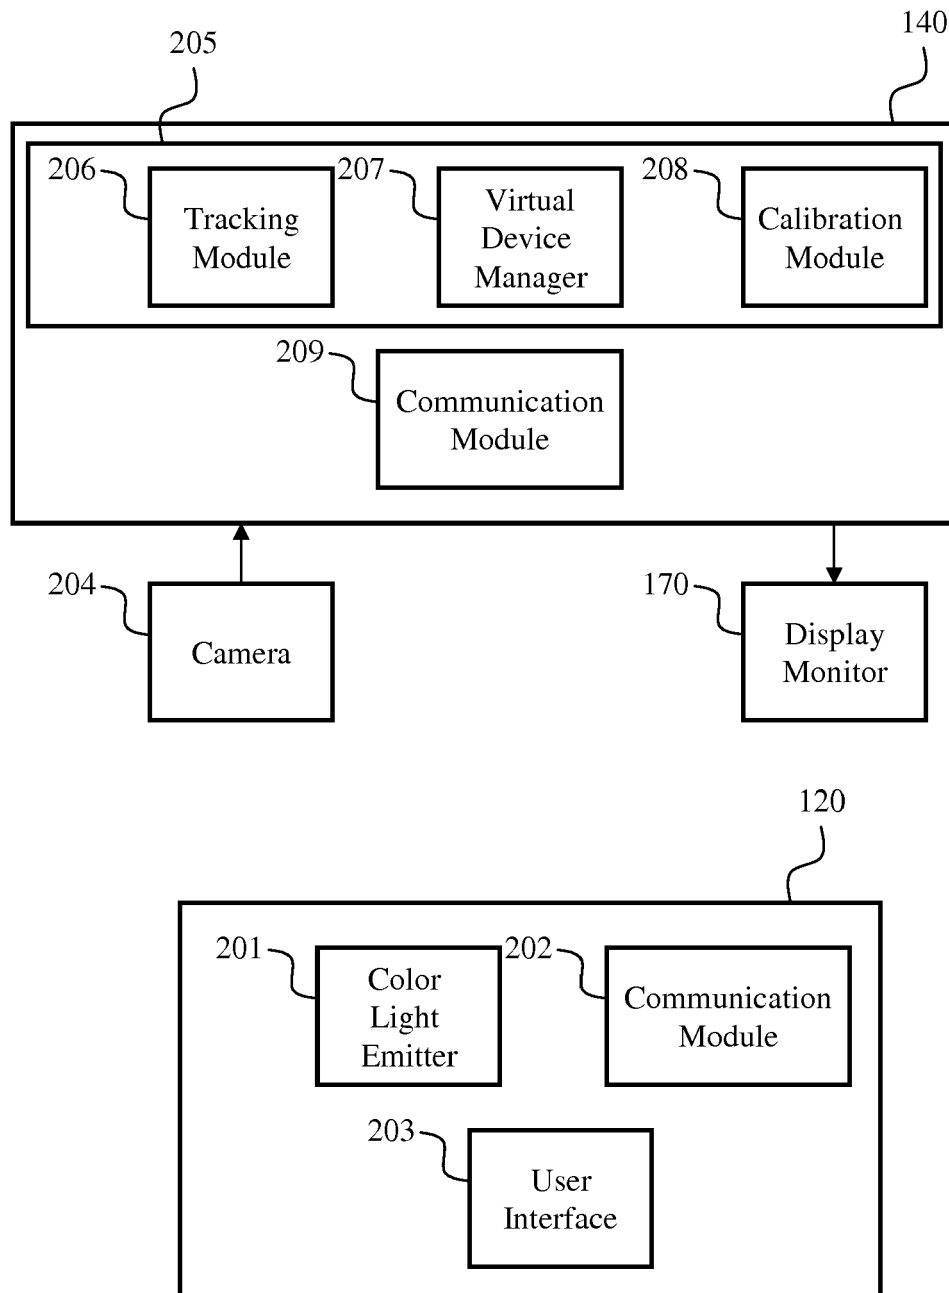 140
205
206
207
208
Tracking
Module
Virtual
Device
Manager
Calibration
Module
209
Communication
Module
204
Camera
170
Display
Monitor
120
201
Color
Light
Emitter
202
Communication
Module
203
User
Interface